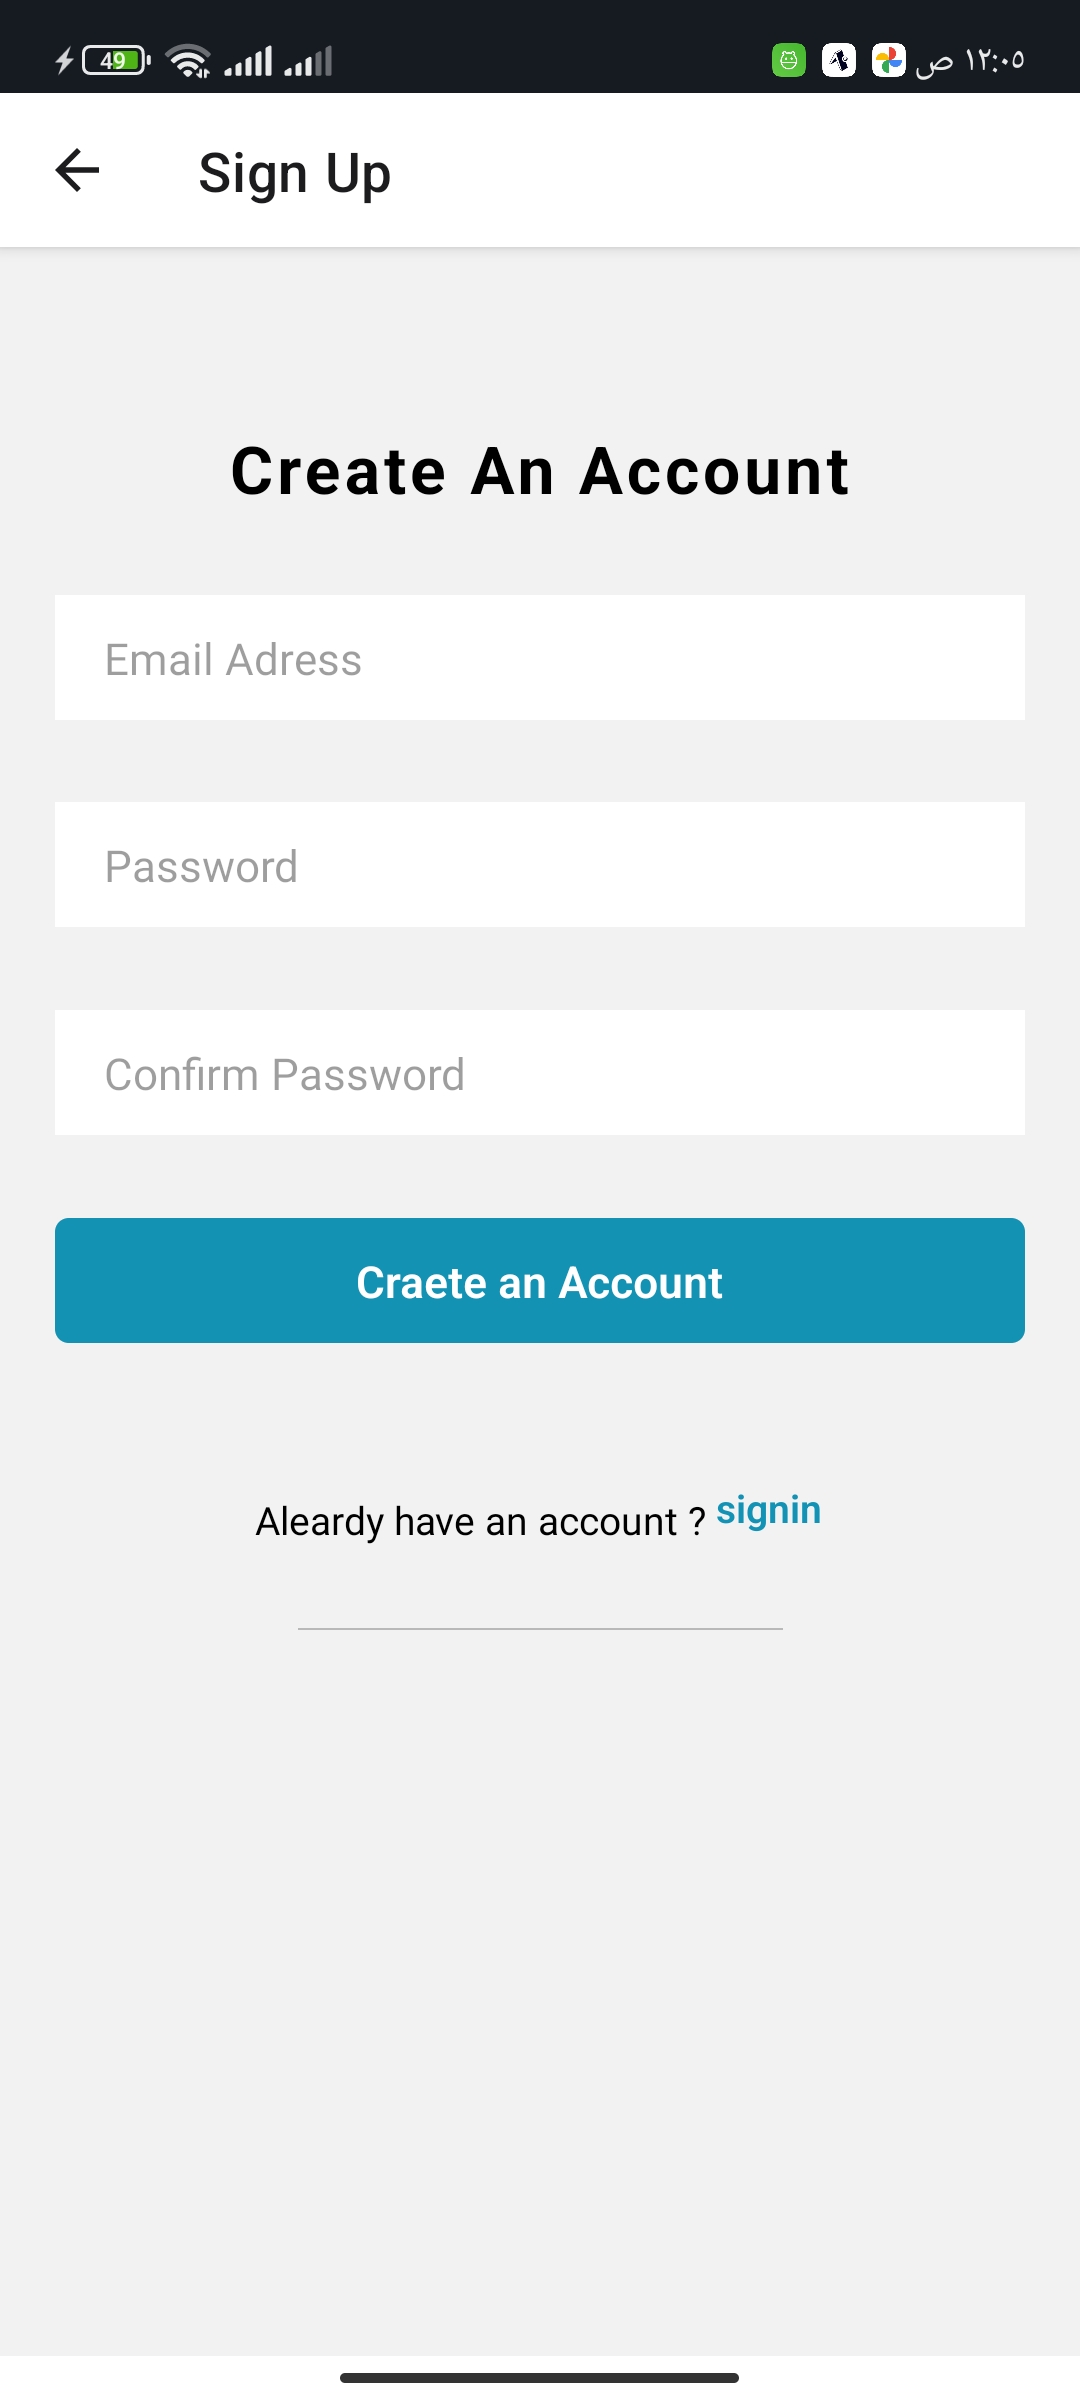 49 ص ١٢:٠٥
Sign Up
Create An Account
Email Adress
Password
Confirm Password
Craete an Account
Aleardy have an account ? signin